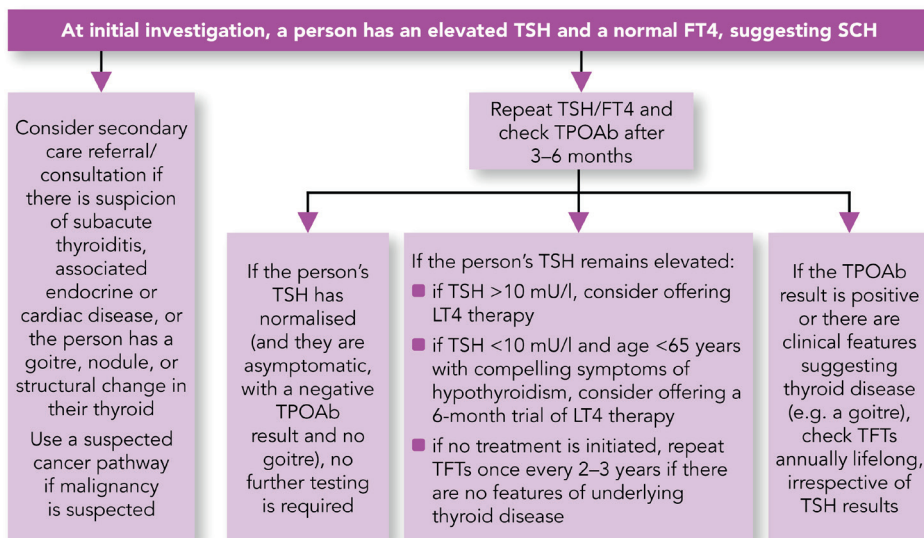 At initial investigation, a person has an elevated TSH and a normal FT4, suggesting SCH
Consider secondary
care referral/
consultation if
there is suspicion
of subacute
thyroiditis,
associated
endocrine or
cardiac disease, or
the person has a
goitre, nodule, or
structural change in
their thyroid
Use a suspected
cancer pathway
if malignancy
is suspected
Repeat TSH/FT4 and
check TPOAb after
3–6 months
If the person's
TSH has
normalised
(and they are
asymptomatic,
with a negative
TPOAb
result and no
goitre), no
further testing
is required
If the person's TSH remains elevated:
■ if TSH >10 mU/l, consider offering
LT4 therapy
■ if TSH <10 mU/l and age <65 years
with compelling symptoms of
hypothyroidism, consider offering a
6-month trial of LT4 therapy
■ if no treatment is initiated, repeat
TFTs once every 2–3 years if there
are no features of underlying
thyroid disease
If the TPOAb
result is positive
or there are
clinical features
suggesting
thyroid disease
(e.g. a goitre),
check TFTs
annually lifelong,
irrespective of
TSH results